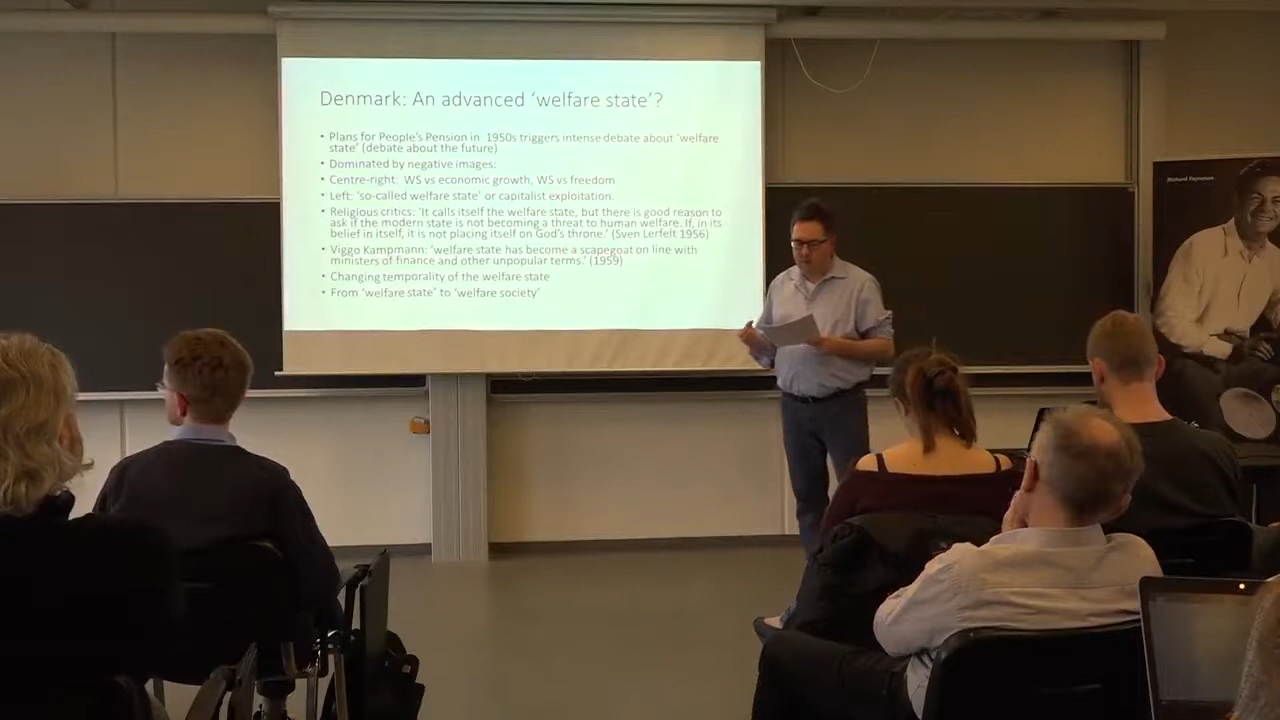 Denmark: An advanced ‘welfare state’?
• Plans for People’s Pension in 1950s triggers intense debate about ‘welfare
state’ (debate about the future)
• Dominated by negative images:
• Centre-right: WS vs economic growth, WS vs freedom
• Left: ‘so-called welfare state’ or capitalist exploitation.
• Religious critics: ‘It calls itself the welfare state, but there is good reason to
ask if the modern state is not becoming a threat to human welfare. If, in its
belief in itself, it is not placing itself on God’s throne.’ (Sven Lerfelt 1956)
• Viggo Kampmann: ‘welfare state has become a scapegoat on line with
ministers of finance and other unpopular terms.’ (1959)
• Changing temporality of the welfare state
• From ‘welfare state’ to ‘welfare society’
Richard Feynman